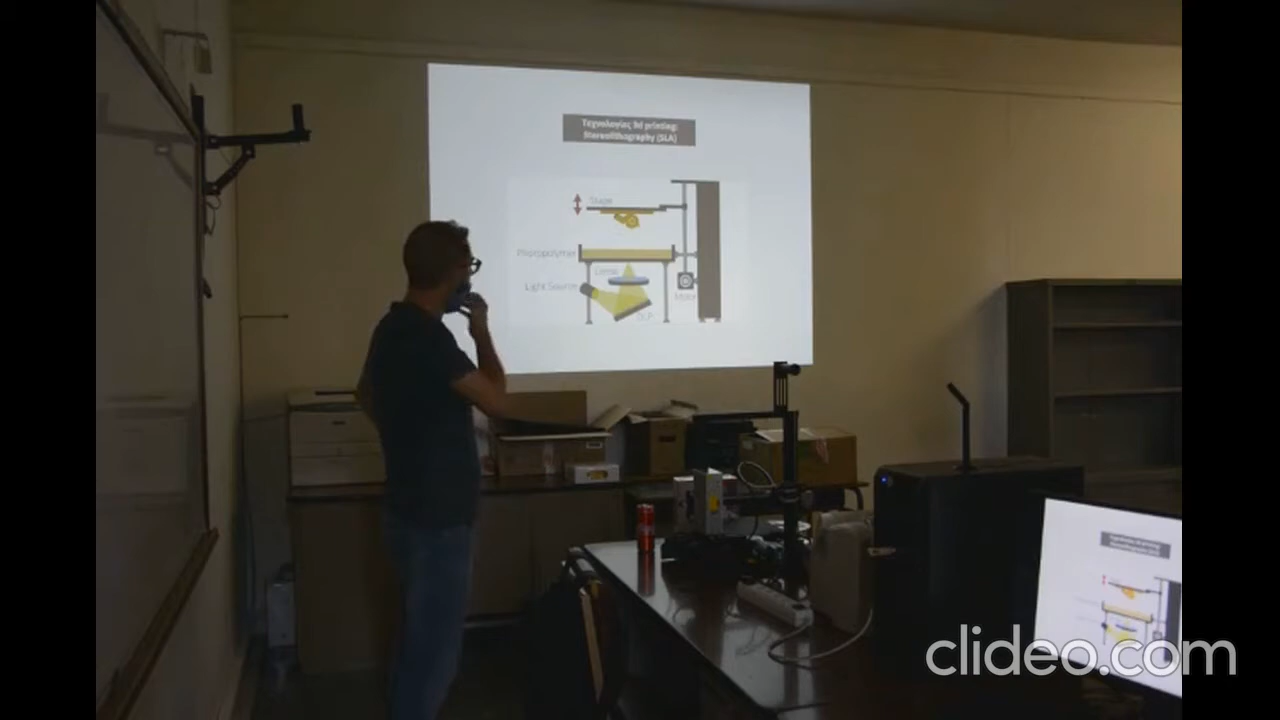 Τεχνολογίες 3d printing:
Stereolithography (SLA)
Stage
Photopolymer
Lens
Light Source
Motor
DLP
clideo.com